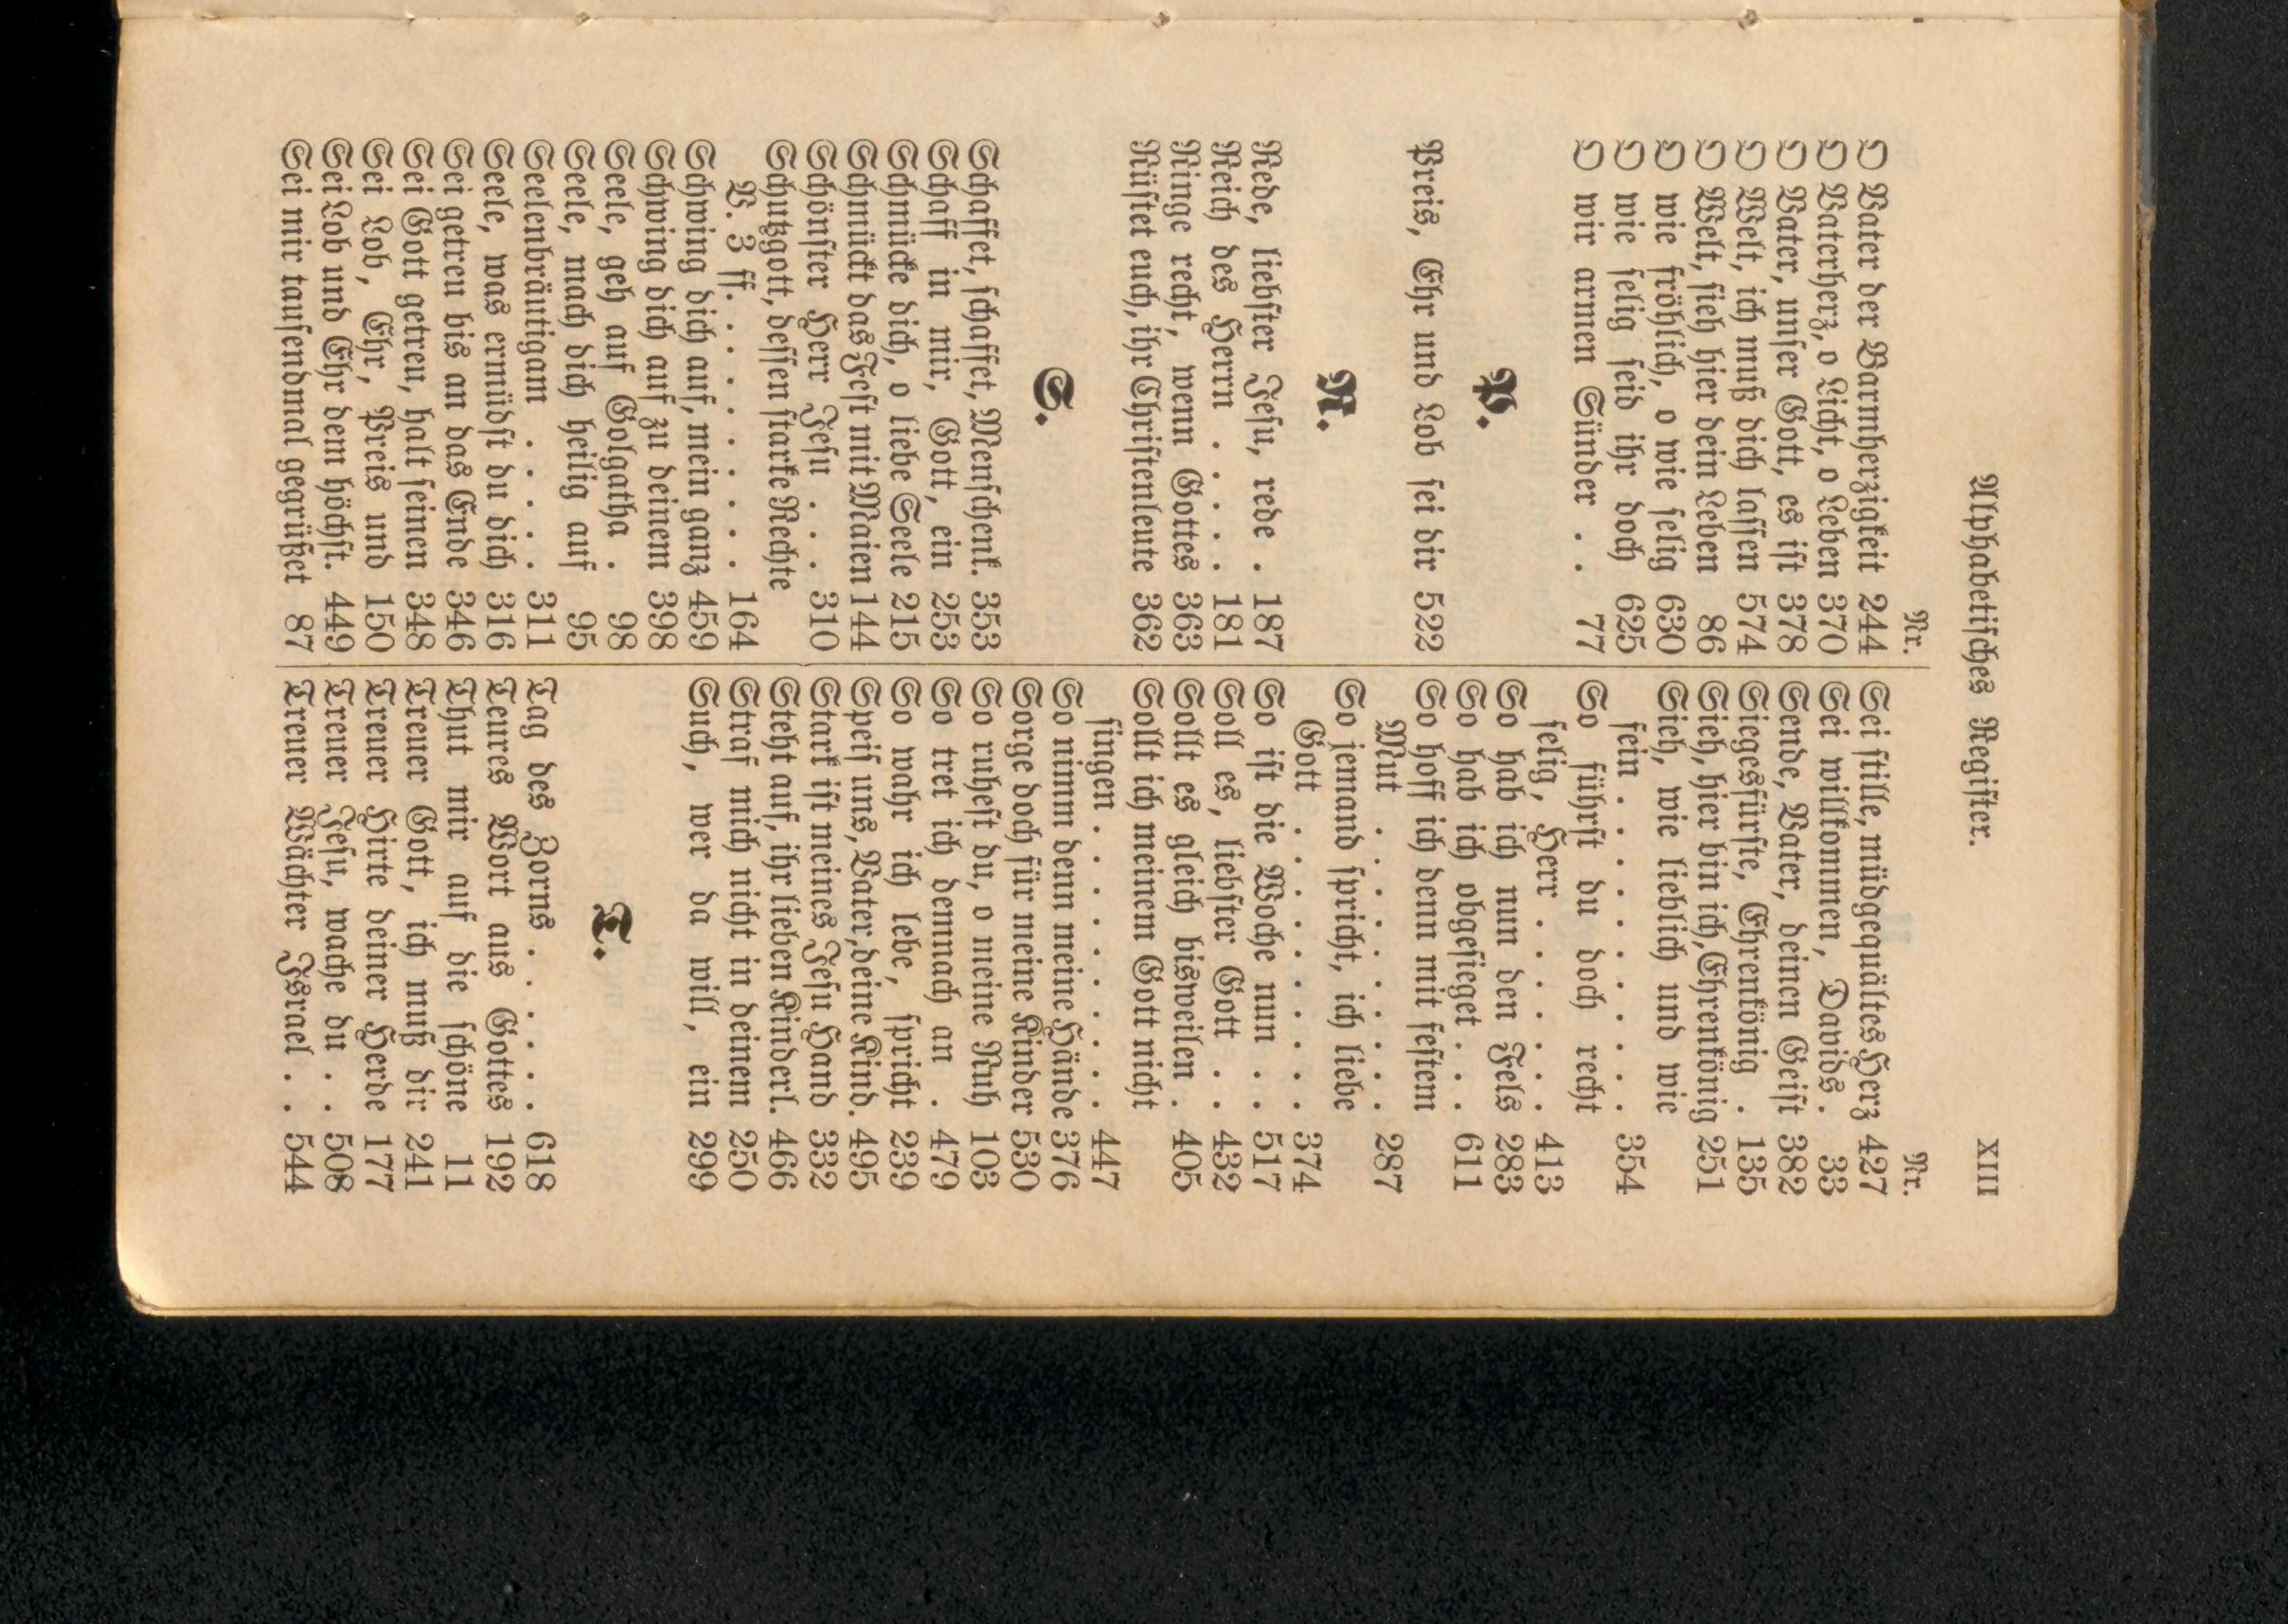 Alphabetisches Register. XIII
Nr.
O Vater der Barmherzigkeit 244
O Vaterherz, o Licht, o Leben 370
O Vater, unser Gott, es ist 378
O Welt, ich muß dich lassen 574
O Welt, sieh hier dein Leben 86
O wie fröhlich, o wie selig 630
O wie selig seid ihr doch 625
O wir armen Sünder . . 77
P.
Preis, Ehr und Lob sei dir 522
R.
Rede, liebster Jesu, rede . 187
Reich des Herrn . . . . 181
Ringe recht, wenn Gottes 363
Rüstet euch, ihr Christenleute 362
S.
Schaffet, schaffet, Menschenk. 353
Schaff in mir, Gott, ein 253
Schmücke dich, o liebe Seele 215
Schmückt das Fest mit Maien 144
Schönster Herr Jesu . . . 310
Schutzgott, dessen starke Rechte
V. 3 ff. . . . . . . . 164
Schwing dich auf, mein ganz 459
Schwing dich auf zu deinem 398
Seele, geh auf Golgatha . 98
Seele, mach dich heilig auf 95
Seelenbräutigam . . . . 311
Seele, was ermüdst du dich 316
Sei getreu bis an das Ende 346
Sei Gott getreu, halt seinen 348
Sei Lob, Ehr, Preis und 150
Sei Lob und Ehr dem höchst. 449
Sei mir tausendmal gegrüßet 87
Nr.
Sei stille, müdgequältes Herz 427
Sei willkommen, Davids . 33
Sende, Vater, deinen Geist 382
Siegesfürste, Ehrenkönig . 135
Sieh, hier bin ich, Ehrenkönig 251
Sieh, wie lieblich und wie
fein . . . . . . . . 354
So führst du doch recht
selig, Herr . . . . . . 413
So hab ich nun den Fels 283
So hab ich obgesieget . . . 611
So hoff ich denn mit festem
Mut . . . . . . . . 287
So jemand spricht, ich liebe
Gott . . . . . . . . 374
So ist die Woche nun . . 517
Soll es, liebster Gott . . 432
Sollt es gleich bisweilen . 405
Sollt ich meinem Gott nicht
singen . . . . . . . . 447
So nimm denn meine Hände 376
Sorge doch für meine Kinder 530
So ruhest du, o meine Ruh 103
So tret ich demnach an . 479
So wahr ich lebe, spricht 239
Speis uns, Vater, deine Kind. 495
Stark ist meines Jesu Hand 332
Steht auf, ihr lieben Kinderl. 466
Straf mich nicht in deinem 250
Such, wer da will, ein 299
T.
Tag des Zorns . . . . . 618
Teures Wort aus Gottes 192
Thut mir auf die schöne 11
Treuer Gott, ich muß dir 241
Treuer Hirte deiner Herde 177
Treuer Jesu, wache du . . 508
Treuer Wächter Israel . . 544